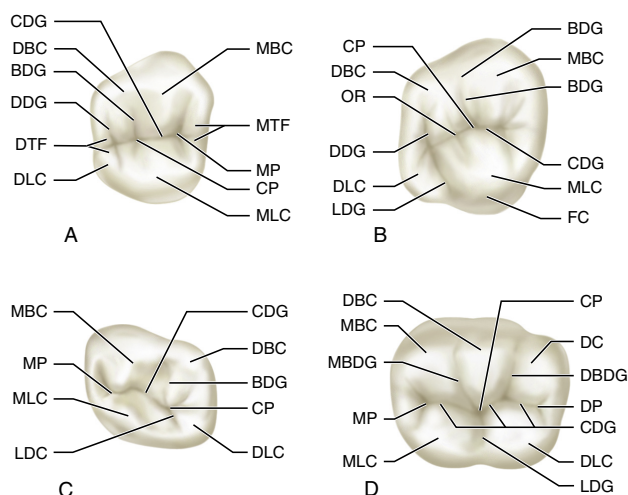 CDG
DBC
BDG
DDG
DTF
DLC
MBC
MTF
MP
CP
MLC
A
CP
DBC
OR
DDG
DLC
LDG
BDG
MBC
BDG
CDG
MLC
FC
B
MBC
MP
MLC
LDC
CDG
DBC
BDG
CP
DLC
C
DBC
MBC
MBDG
MP
MLC
CP
DC
DBDG
DP
CDG
DLC
LDG
D